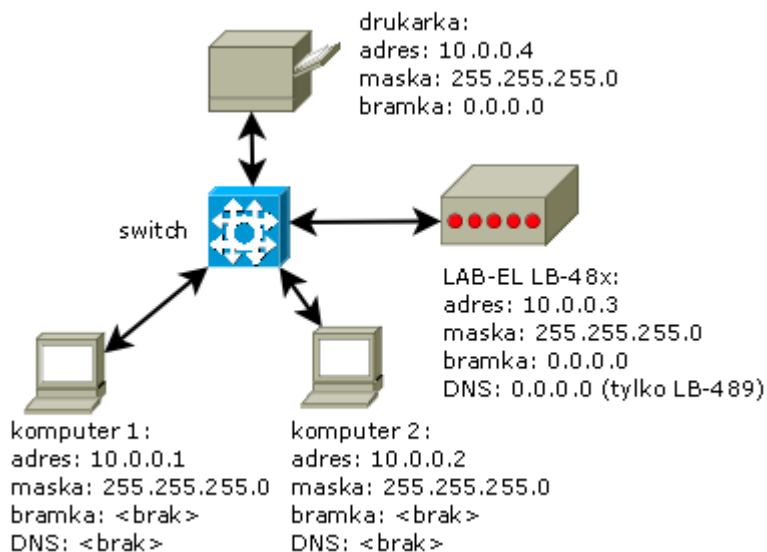 drukarka:
adres: 10.0.0.4
maska: 255.255.255.0
bramka: 0.0.0.0
switch
LAB-EL LB-48x:
adres: 10.0.0.3
maska: 255.255.255.0
bramka: 0.0.0.0
DNS: 0.0.0.0 (tylko LB-489)
komputer 1:
adres: 10.0.0.1
maska: 255.255.255.0
bramka: <brak>
DNS: <brak>
komputer 2:
adres: 10.0.0.2
maska: 255.255.255.0
bramka: <brak>
DNS: <brak>